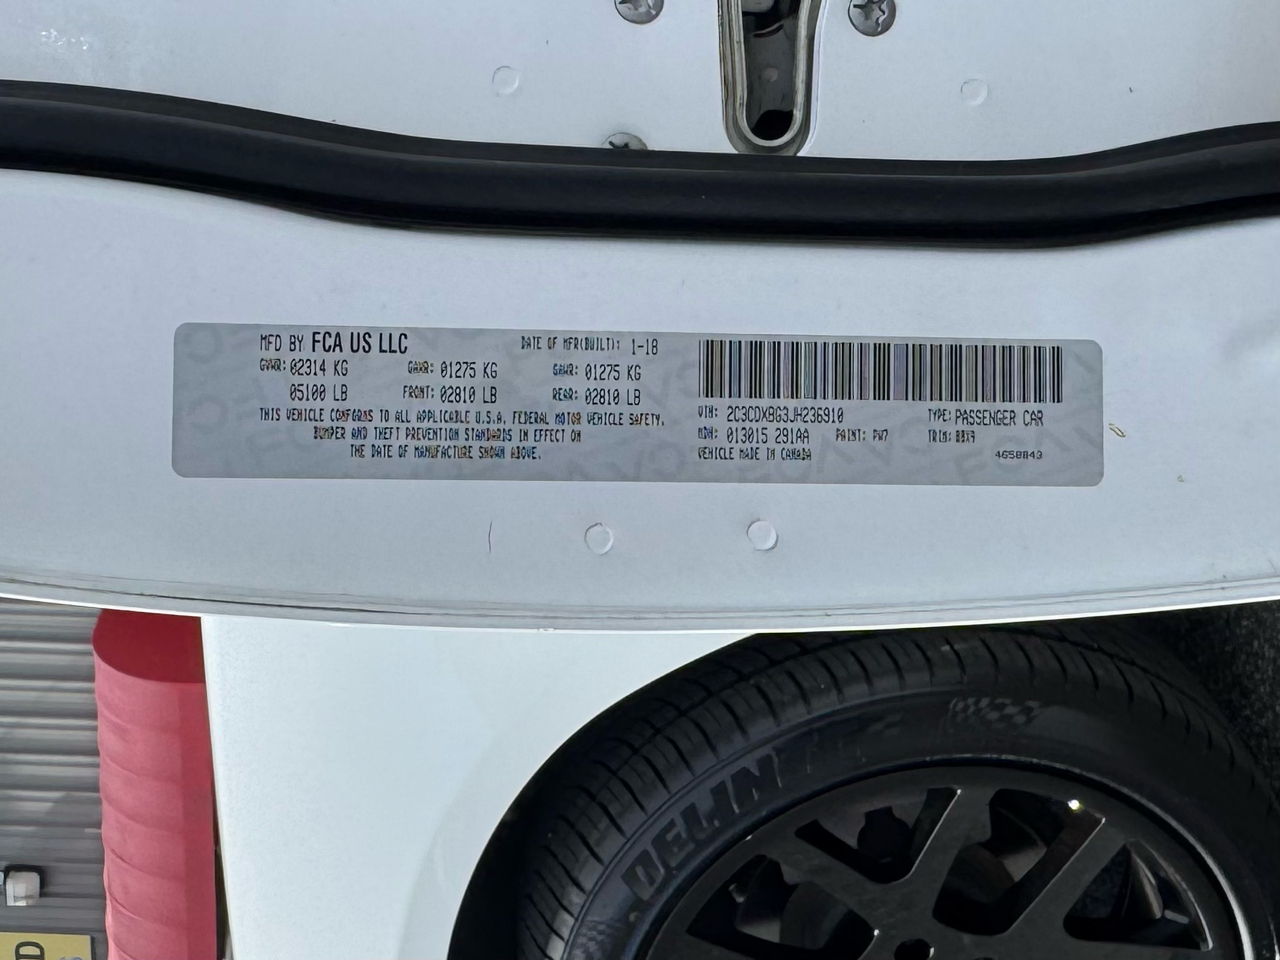 MFD BY FCA US LLC DATE OF MFR(BUILT): 1-18
GVWR: 02314 KG GAWR: 01275 KG GAWR: 01275 KG
05100 LB FRONT: 02810 LB REAR: 02810 LB
THIS VEHICLE CONFORMS TO ALL APPLICABLE U.S.A. FEDERAL MOTOR VEHICLE SAFETY,
BUMPER AND THEFT PREVENTION STANDARDS IN EFFECT ON
THE DATE OF MANUFACTURE SHOWN ABOVE.
VIN: 2C3CDXBG3JH236910 TYPE: PASSENGER CAR
MDH: 013015 291AA PAINT: PW7 TRIM:
VEHICLE MADE IN CANADA 4658843
DELINTE
D